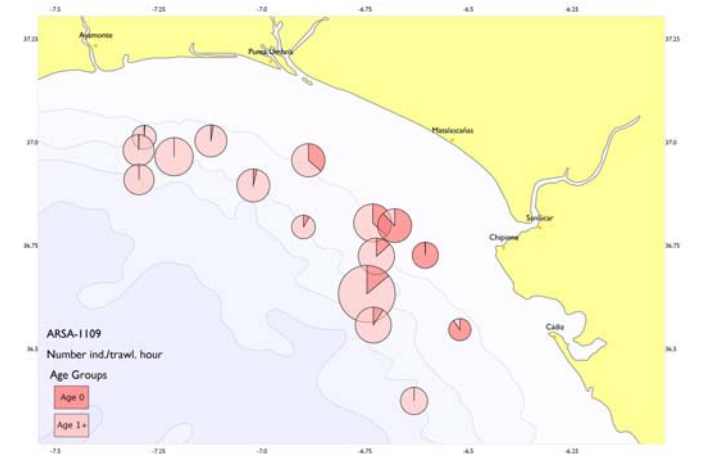 -7.5 -7.25 -7.0 -6.75 -6.5 -6.25
37.25 37.25
Ayamonte
Punta Umbria
37.0 37.0
Matalascañas
Sanlúcar
Chipiona
36.75 36.75
Cádiz
ARSA-1109
36.5 36.5
Number ind./trawl. hour
Age Groups
Age 0
Age 1+
-7.5 -7.25 -7.0 -6.75 -6.5 -6.25